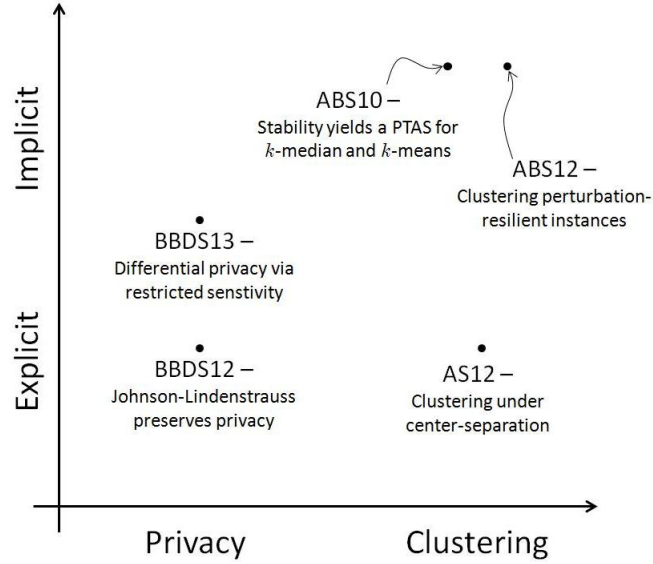 Implicit
Explicit
ABS10 –
Stability yields a PTAS for
k-median and k-means
ABS12 –
Clustering perturbation-
resilient instances
BBDS13 –
Differential privacy via
restricted senstivity
BBDS12 –
Johnson-Lindenstrauss
preserves privacy
AS12 –
Clustering under
center-separation
Privacy
Clustering